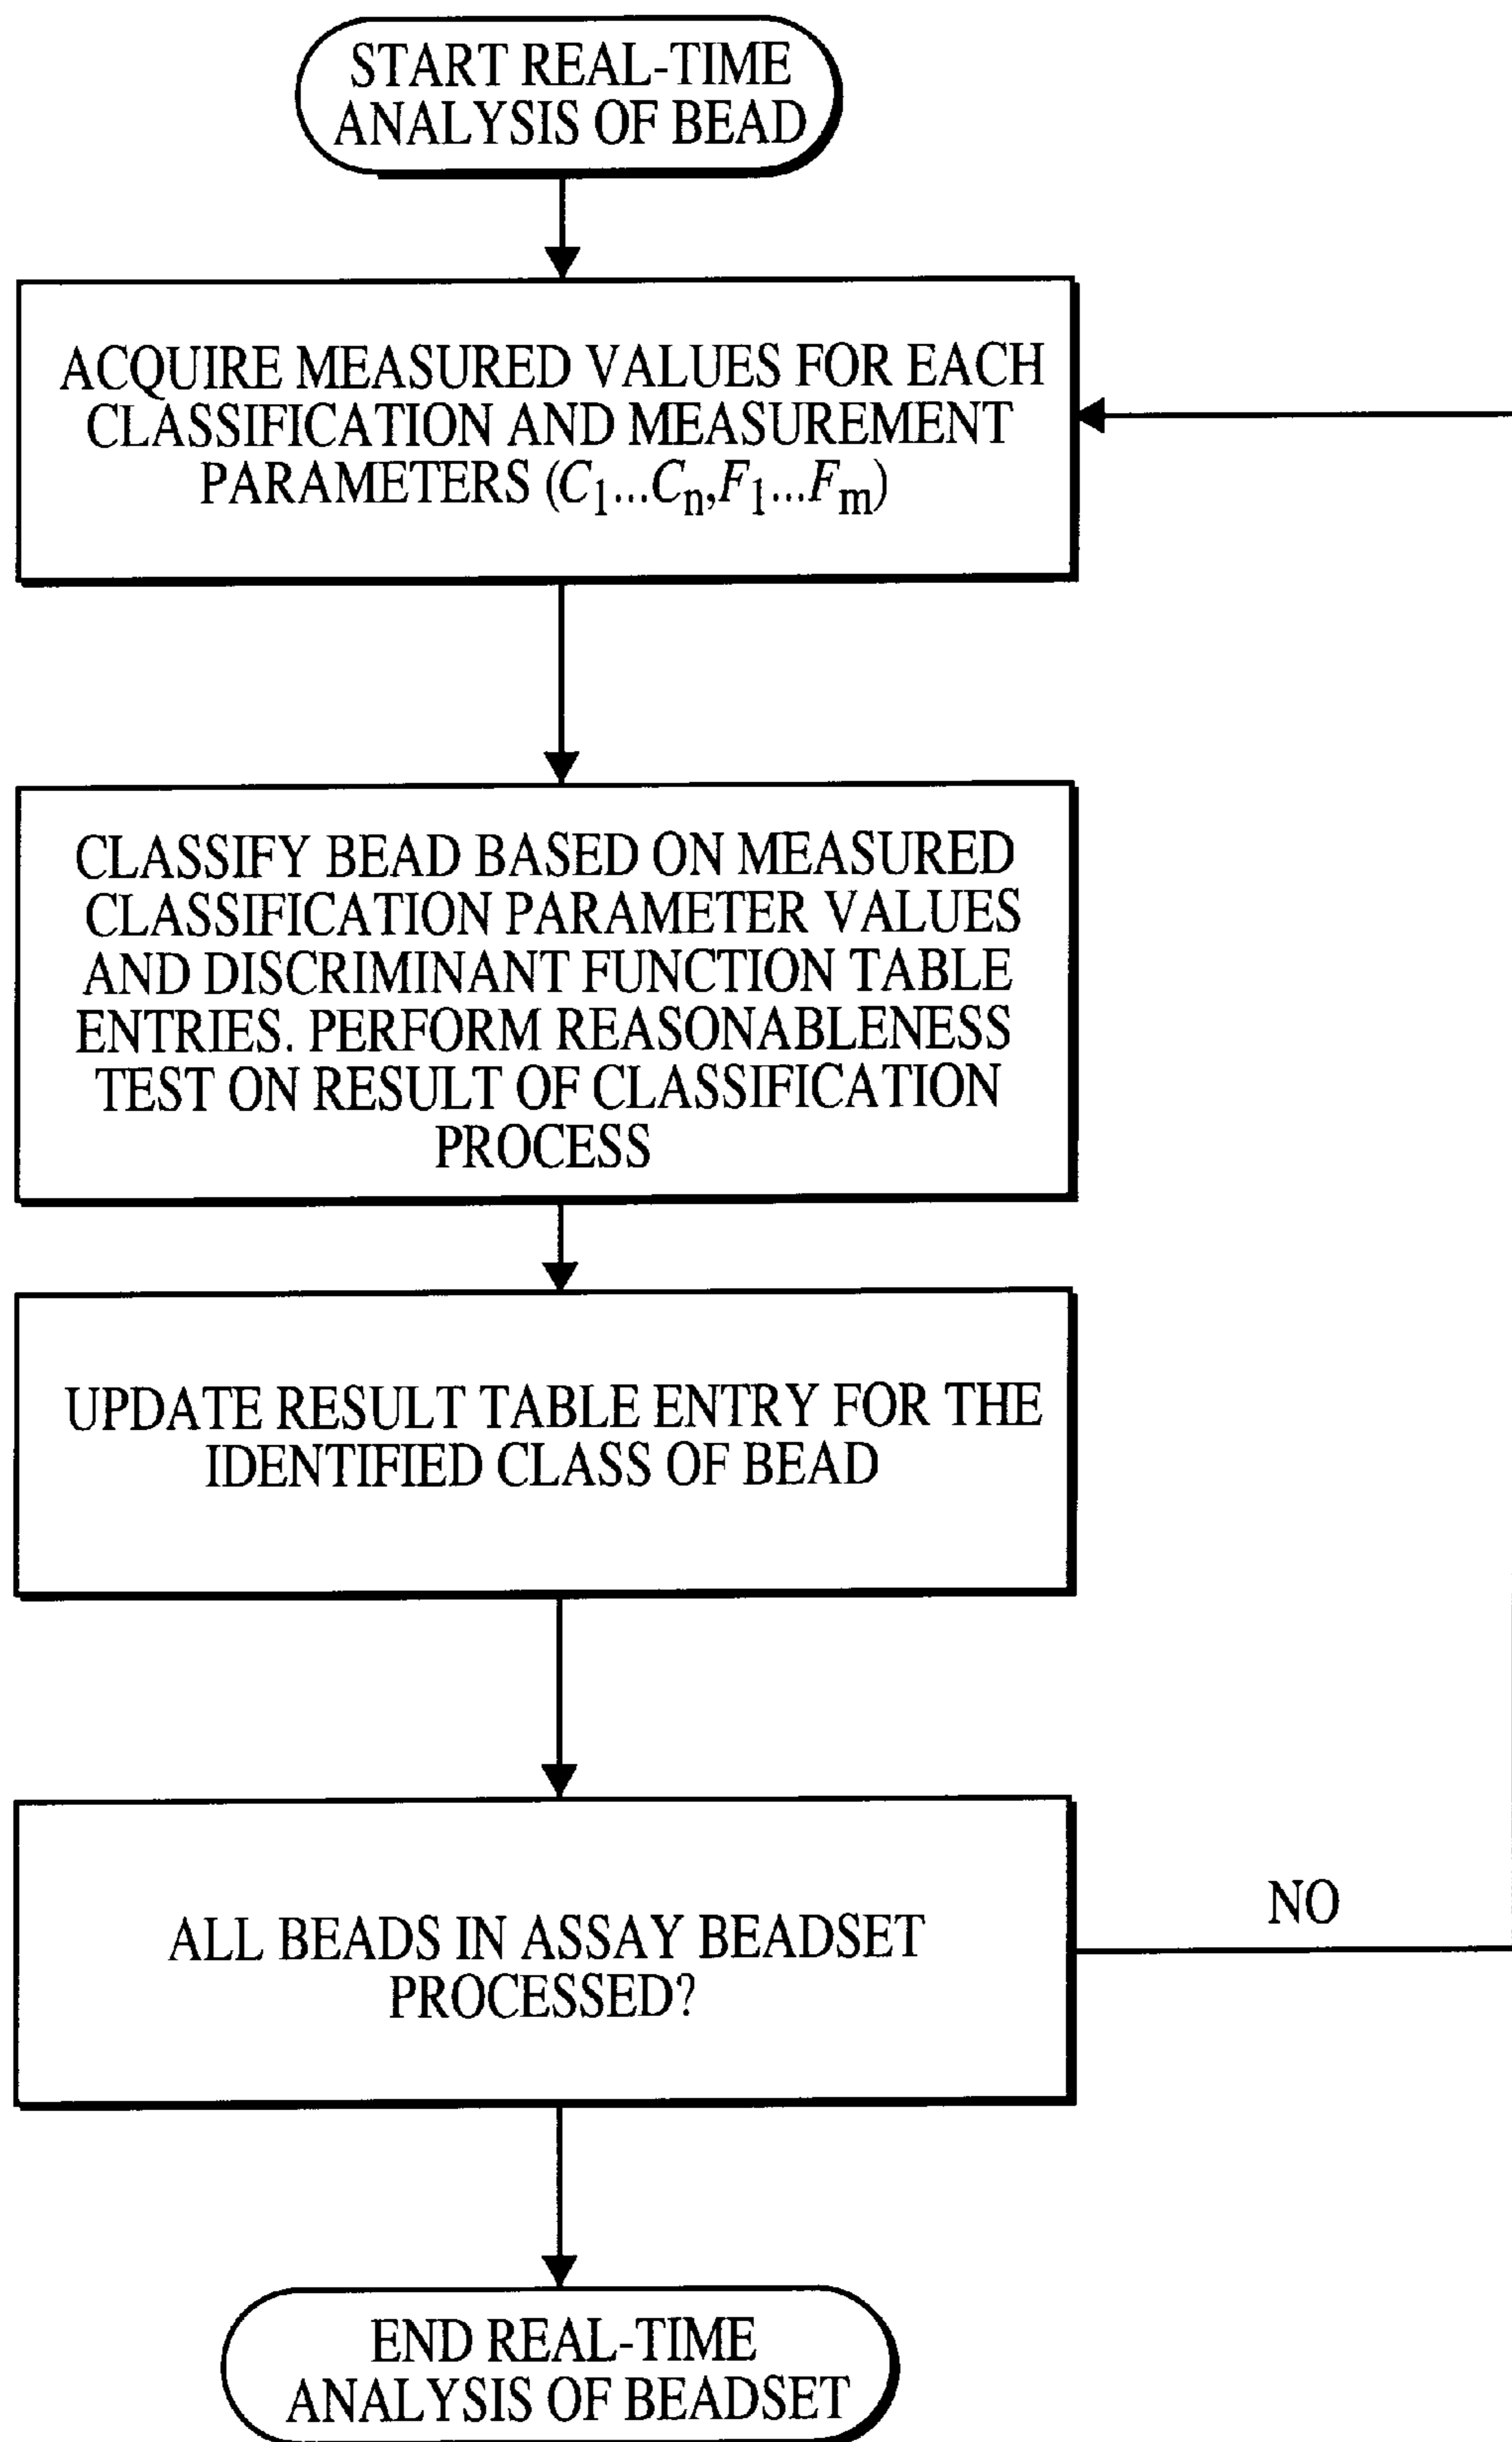 START REAL-TIME
ANALYSIS OF BEAD
ACQUIRE MEASURED VALUES FOR EACH
CLASSIFICATION AND MEASUREMENT
PARAMETERS (C1...Cn,F1...Fm)
CLASSIFY BEAD BASED ON MEASURED
CLASSIFICATION PARAMETER VALUES
AND DISCRIMINANT FUNCTION TABLE
ENTRIES. PERFORM REASONABLENESS
TEST ON RESULT OF CLASSIFICATION
PROCESS
UPDATE RESULT TABLE ENTRY FOR THE
IDENTIFIED CLASS OF BEAD
ALL BEADS IN ASSAY BEADSET
PROCESSED?
NO
END REAL-TIME
ANALYSIS OF BEADSET